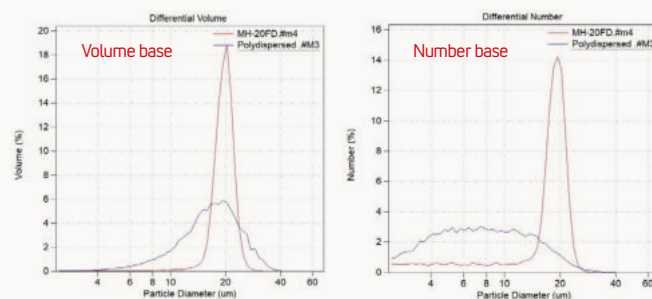 Differential Volume
MH-20FD.#m4
Polydispersed .#M3
Volume base
20
18
16
14
12
10
8
6
4
2
0
Volume (%)
4 6 8 10 20 40 60
Particle Diameter (um)
Differential Number
MH-20FD.#m4
Polydispersed .#M3
Number base
16
14
12
10
8
6
4
2
0
Number (%)
4 6 8 10 20 40 60
Particle Diameter (um)